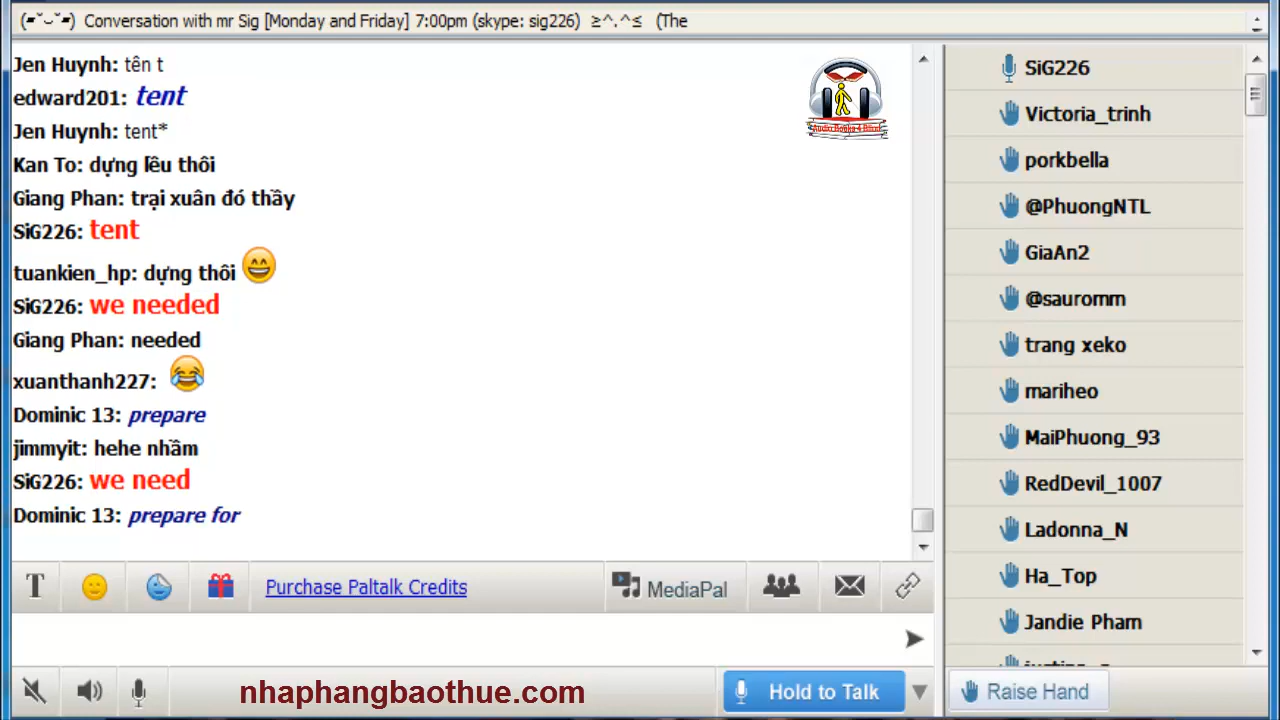 (▰˘◡˘▰) Conversation with mr Sig [Monday and Friday] 7:00pm (skype: sig226) ≥^.^≤ (The
Jen Huynh: tên t
edward201: tent
Jen Huynh: tent*
Kan To: dựng lều thôi
Giang Phan: trại xuân đó thầy
SiG226: tent
tuankien_hp: dựng thôi
SiG226: we needed
Giang Phan: needed
xuanthanh227:
Dominic 13: prepare
jimmyit: hehe nhầm
SiG226: we need
Dominic 13: prepare for
Audio Books 4 Blind
SiG226
Victoria_trinh
porkbella
@PhuongNTL
GiaAn2
@sauromm
trang xeko
mariheo
MaiPhuong_93
RedDevil_1007
Ladonna_N
Ha_Top
Jandie Pham
T
Purchase Paltalk Credits
MediaPal
nhaphangbaothue.com
Hold to Talk
Raise Hand